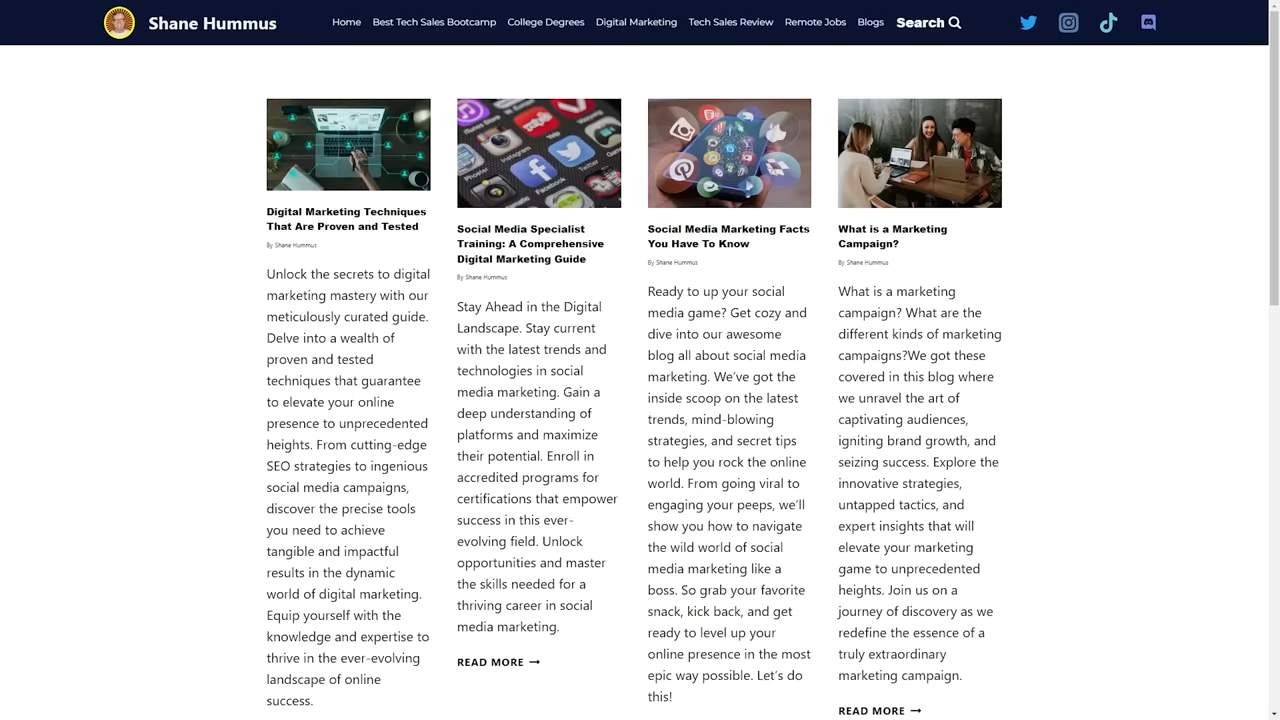 Shane Hummus
Home Best Tech Sales Bootcamp College Degrees Digital Marketing Tech Sales Review Remote Jobs Blogs Search
Digital Marketing Techniques
That Are Proven and Tested
By Shane Hummus
Unlock the secrets to digital
marketing mastery with our
meticulously curated guide.
Delve into a wealth of
proven and tested
techniques that guarantee
to elevate your online
presence to unprecedented
heights. From cutting-edge
SEO strategies to ingenious
social media campaigns,
discover the precise tools
you need to achieve
tangible and impactful
results in the dynamic
world of digital marketing.
Equip yourself with the
knowledge and expertise to
thrive in the ever-evolving
landscape of online
success.
Instagram
Facebook
Twitter
Social Media Specialist
Training: A Comprehensive
Digital Marketing Guide
By Shane Hummus
Stay Ahead in the Digital
Landscape. Stay current
with the latest trends and
technologies in social
media marketing. Gain a
deep understanding of
platforms and maximize
their potential. Enroll in
accredited programs for
certifications that empower
success in this ever-
evolving field. Unlock
opportunities and master
the skills needed for a
thriving career in social
media marketing.
READ MORE
Social Media Marketing Facts
You Have To Know
By Shane Hummus
Ready to up your social
media game? Get cozy and
dive into our awesome
blog all about social media
marketing. We've got the
inside scoop on the latest
trends, mind-blowing
strategies, and secret tips
to help you rock the online
world. From going viral to
engaging your peeps, we'll
show you how to navigate
the wild world of social
media marketing like a
boss. So grab your favorite
snack, kick back, and get
ready to level up your
online presence in the most
epic way possible. Let's do
this!
What is a Marketing
Campaign?
By Shane Hummus
What is a marketing
campaign? What are the
different kinds of marketing
campaigns?We got these
covered in this blog where
we unravel the art of
captivating audiences,
igniting brand growth, and
seizing success. Explore the
innovative strategies,
untapped tactics, and
expert insights that will
elevate your marketing
game to unprecedented
heights. Join us on a
journey of discovery as we
redefine the essence of a
truly extraordinary
marketing campaign.
READ MORE